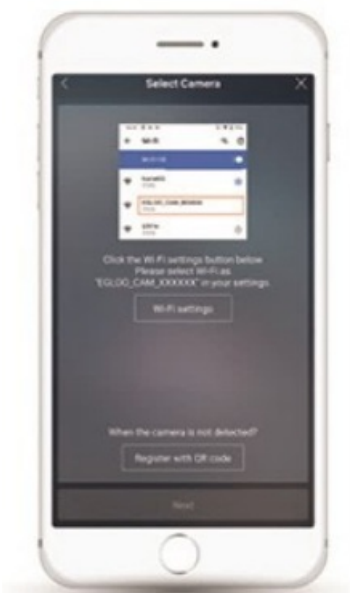 Select Camera
Wi-Fi
EGLOO_CAM_XXXXXX
Click the Wi-Fi settings button below
Please select Wi-Fi as
"EGLOO_CAM_XXXXXX" in your settings
Wi-Fi settings
When the camera is not detected?
Register with QR code
Next